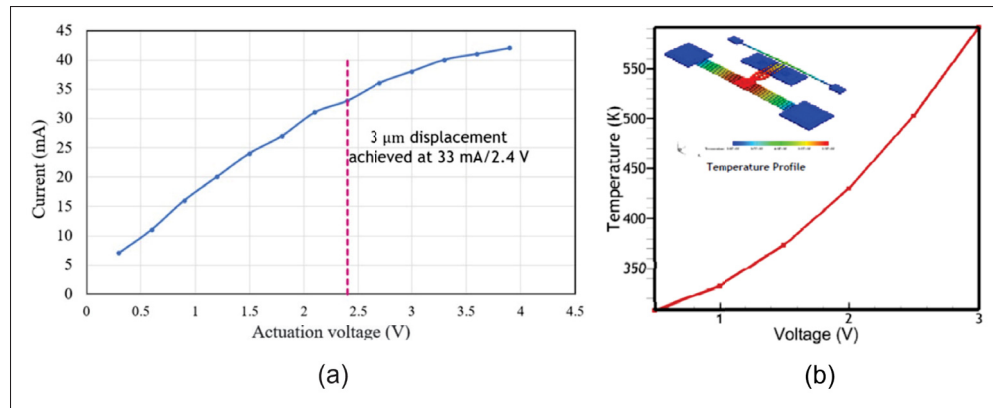 45
40
35
30
25
20
15
10
5
0
Current (mA)
3 μm displacement
achieved at 33 mA/2.4 V
0 0.5 1 1.5 2 2.5 3 3.5 4 4.5
Actuation voltage (V)
(a)
550
500
450
400
350
Temperature (K)
Temperature Profile
1 2 3
Voltage (V)
(b)